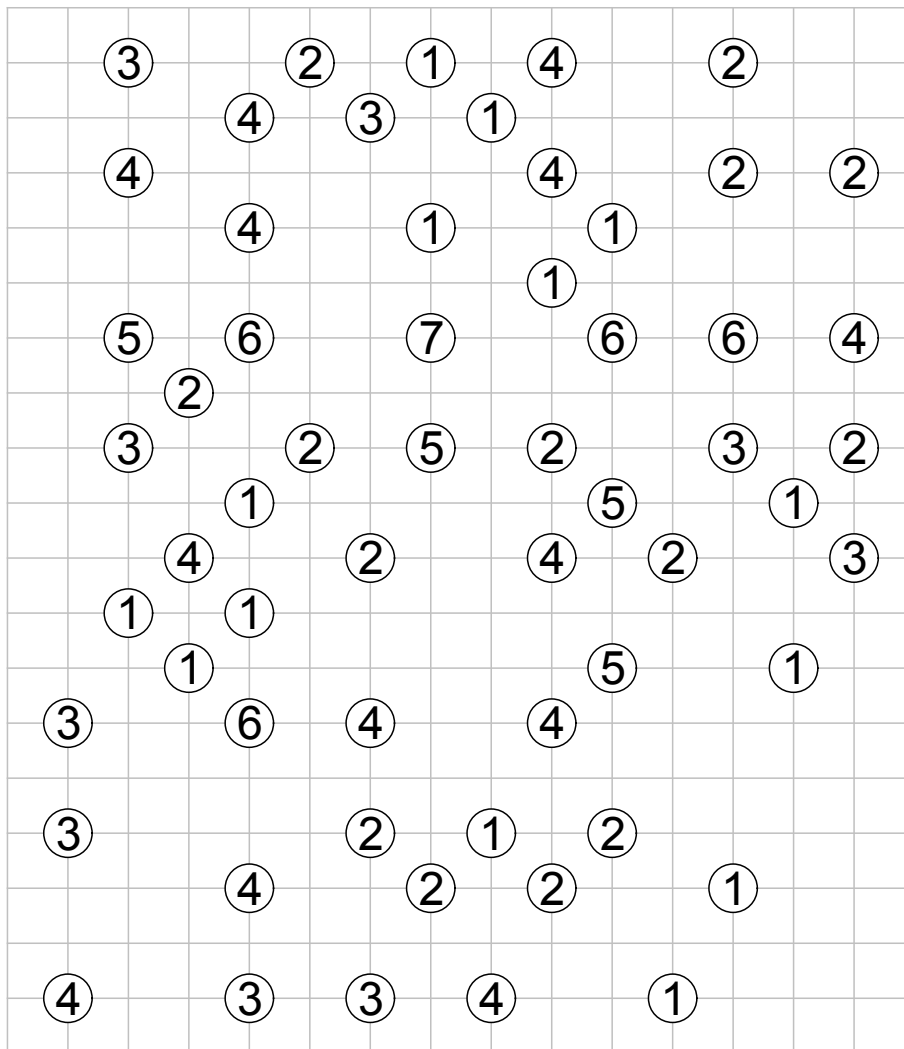 3 2 1 4 2
4 3 1
4 4 2 2
4 1 1
1
5 6 7 6 6 4
2
3 2 5 2 3 2
1 5 1
4 2 4 2 3
1 1
1 5 1
3 6 4 4
3 2 1 2
4 2 2 1
4 3 3 4 1